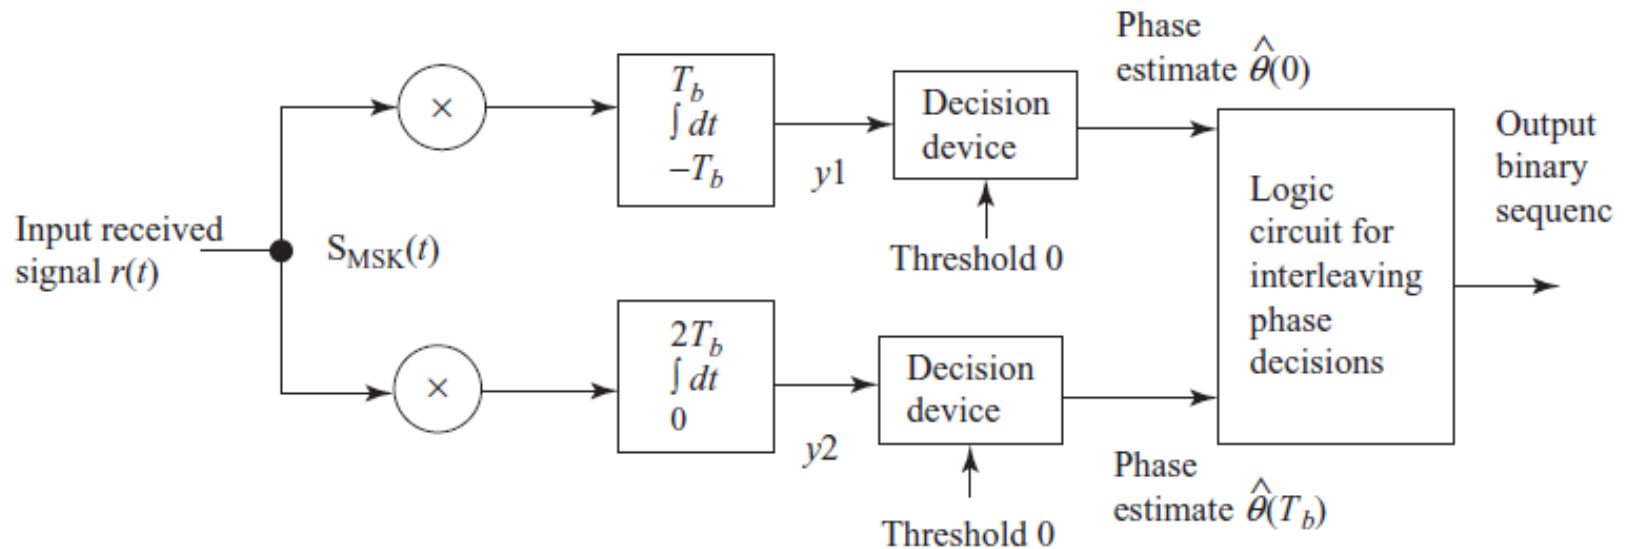 Input received
signal r(t)
S_MSK(t)
×
×
T_b
∫ dt
–T_b
y1
2T_b
∫ dt
0
y2
Decision
device
Threshold 0
Decision
device
Threshold 0
Phase
estimate θ̂(0)
Phase
estimate θ̂(T_b)
Logic
circuit for
interleaving
phase
decisions
Output
binary
sequenc